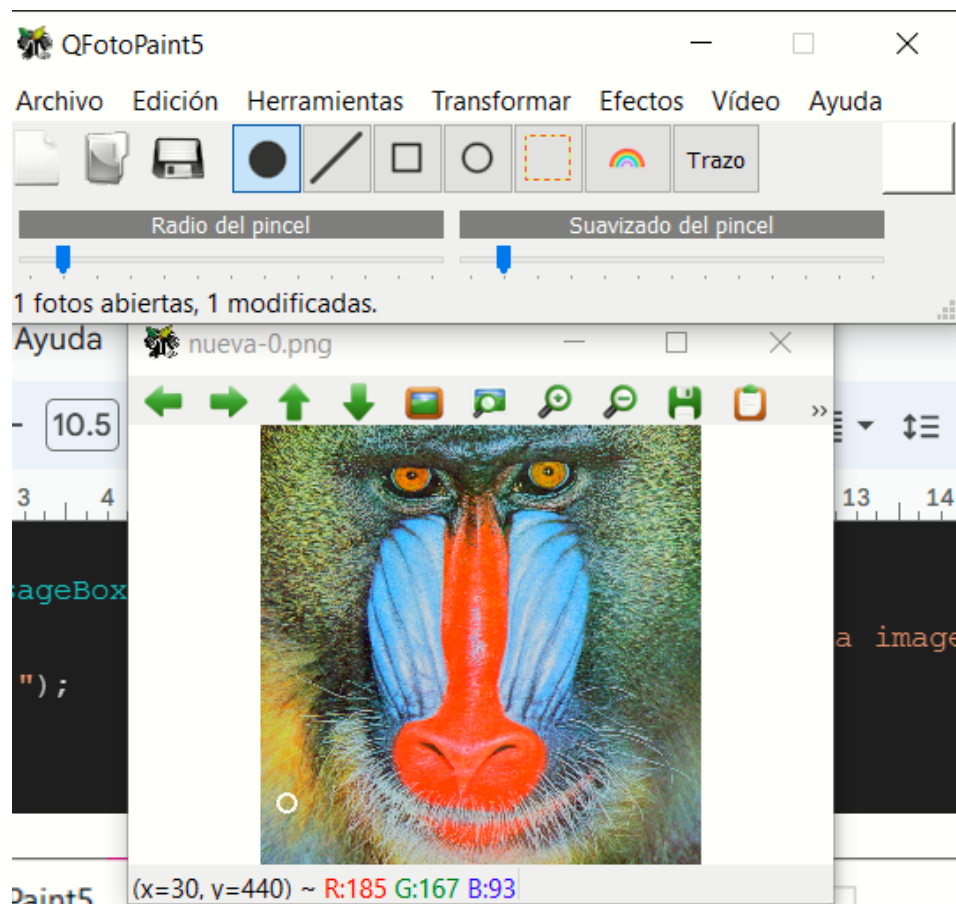 QFotoPaint5
Archivo Edición Herramientas Transformar Efectos Vídeo Ayuda
Trazo
Radio del pincel Suavizado del pincel
1 fotos abiertas, 1 modificadas.
Ayuda nueva-0.png
10.5
3 4 13 14
sageBox
a image
");
(x=30, y=440) ~ R:185 G:167 B:93
Paint5